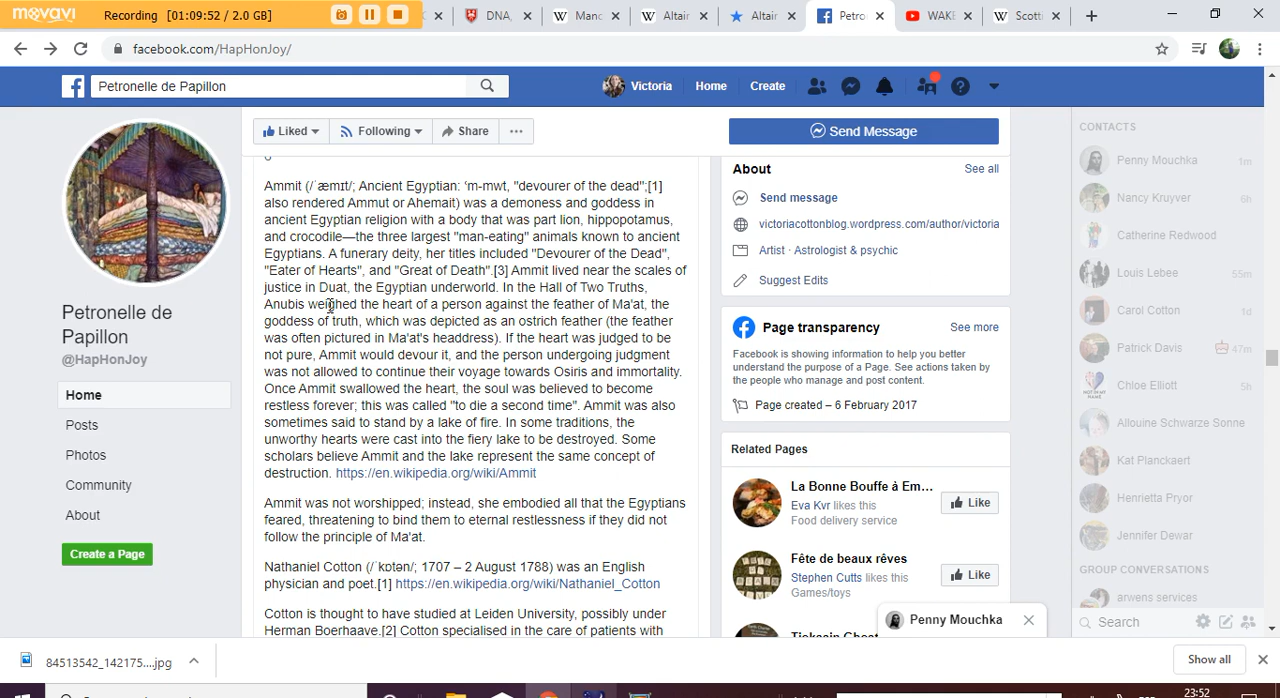 movavi
Recording [01:09:52 / 2.0 GB]
DNA,
Manc
Altair
Altair
Petro
WAKE
Scotti
facebook.com/HapHonJoy/
Petronelle de Papillon
Victoria
Home
Create
Liked
Following
Share
Send Message
Petronelle de
Papillon
@HapHonJoy
Home
Posts
Photos
Community
About
Create a Page
Ammit (/ˈæmɪt/; Ancient Egyptian: ꜥm-mwt, "devourer of the dead";[1]
also rendered Ammut or Ahemait) was a demoness and goddess in
ancient Egyptian religion with a body that was part lion, hippopotamus,
and crocodile—the three largest "man-eating" animals known to ancient
Egyptians. A funerary deity, her titles included "Devourer of the Dead",
"Eater of Hearts", and "Great of Death".[3] Ammit lived near the scales of
justice in Duat, the Egyptian underworld. In the Hall of Two Truths,
Anubis weighed the heart of a person against the feather of Ma'at, the
goddess of truth, which was depicted as an ostrich feather (the feather
was often pictured in Ma'at's headdress). If the heart was judged to be
not pure, Ammit would devour it, and the person undergoing judgment
was not allowed to continue their voyage towards Osiris and immortality.
Once Ammit swallowed the heart, the soul was believed to become
restless forever; this was called "to die a second time". Ammit was also
sometimes said to stand by a lake of fire. In some traditions, the
unworthy hearts were cast into the fiery lake to be destroyed. Some
scholars believe Ammit and the lake represent the same concept of
destruction. https://en.wikipedia.org/wiki/Ammit
Ammit was not worshipped; instead, she embodied all that the Egyptians
feared, threatening to bind them to eternal restlessness if they did not
follow the principle of Ma'at.
Nathaniel Cotton (/ˈkɒtən/; 1707 – 2 August 1788) was an English
physician and poet.[1] https://en.wikipedia.org/wiki/Nathaniel_Cotton
Cotton is thought to have studied at Leiden University, possibly under
Herman Boerhaave.[2] Cotton specialised in the care of patients with
About
See all
Send message
victoriacottonblog.wordpress.com/author/victoria
Artist · Astrologist & psychic
Suggest Edits
Page transparency
See more
Facebook is showing information to help you better
understand the purpose of a Page. See actions taken by
the people who manage and post content.
Page created – 6 February 2017
Related Pages
La Bonne Bouffe à Em...
Eva Kvr likes this
Food delivery service
Like
Fête de beaux rêves
Stephen Cutts likes this
Games/toys
Like
Penny Mouchka
CONTACTS
Penny Mouchka 1m
Nancy Kruyver 6h
Catherine Redwood
Louis Lebee 55m
Carol Cotton 1d
Patrick Davis 47m
Chloe Elliott 5h
Allouine Schwarze Sonne
Kat Planckaert
Henrietta Pryor
Jennifer Dewar
GROUP CONVERSATIONS
arwens services
Search
84513542_142175....jpg
Show all
23:52